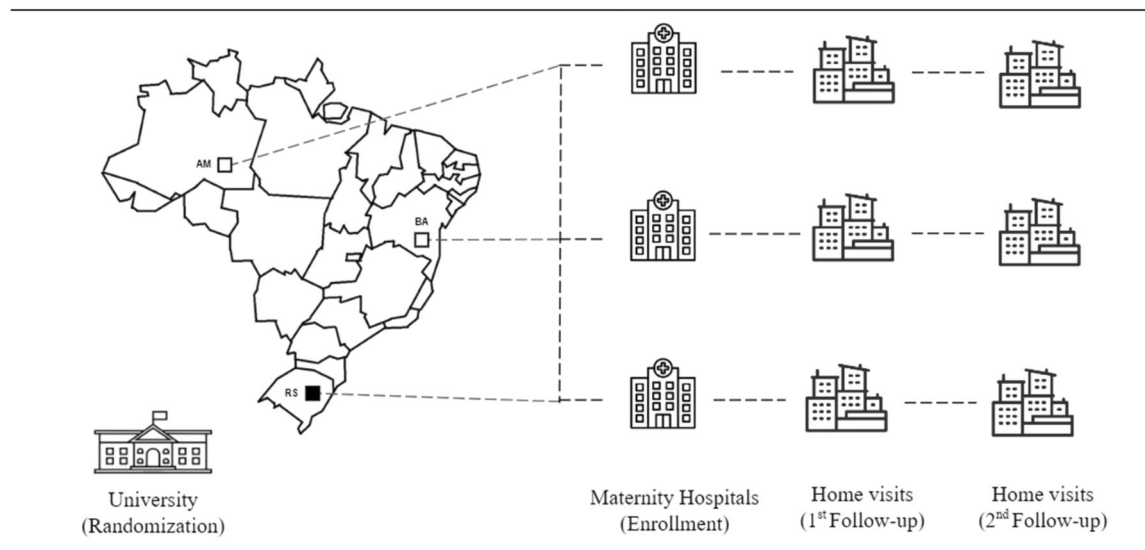 AM
BA
RS
University
(Randomization)
Maternity Hospitals
(Enrollment)
Home visits
(1st Follow-up)
Home visits
(2nd Follow-up)